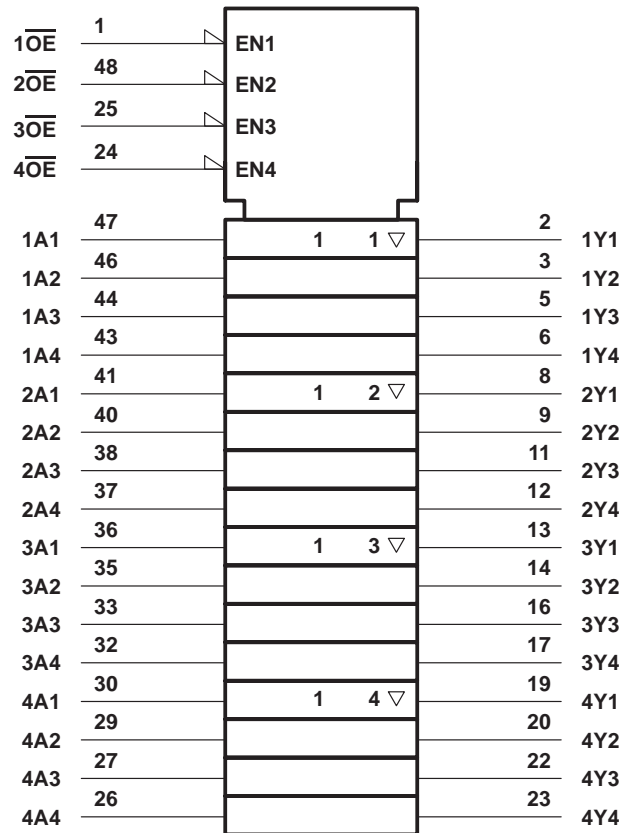 1O̅E̅ 1 EN1
2O̅E̅ 48 EN2
3O̅E̅ 25 EN3
4O̅E̅ 24 EN4
1A1 47 1 1 ▽ 2 1Y1
1A2 46 3 1Y2
1A3 44 5 1Y3
1A4 43 6 1Y4
2A1 41 1 2 ▽ 8 2Y1
2A2 40 9 2Y2
2A3 38 11 2Y3
2A4 37 12 2Y4
3A1 36 1 3 ▽ 13 3Y1
3A2 35 14 3Y2
3A3 33 16 3Y3
3A4 32 17 3Y4
4A1 30 1 4 ▽ 19 4Y1
4A2 29 20 4Y2
4A3 27 22 4Y3
4A4 26 23 4Y4